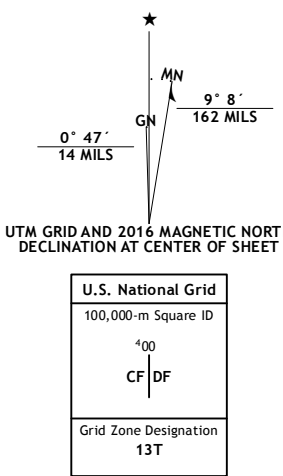 ★
MN
GN
9° 8´
162 MILS
0° 47´
14 MILS
UTM GRID AND 2016 MAGNETIC NORT
DECLINATION AT CENTER OF SHEET
U.S. National Grid
100,000-m Square ID
⁴00
CF DF
Grid Zone Designation
13T